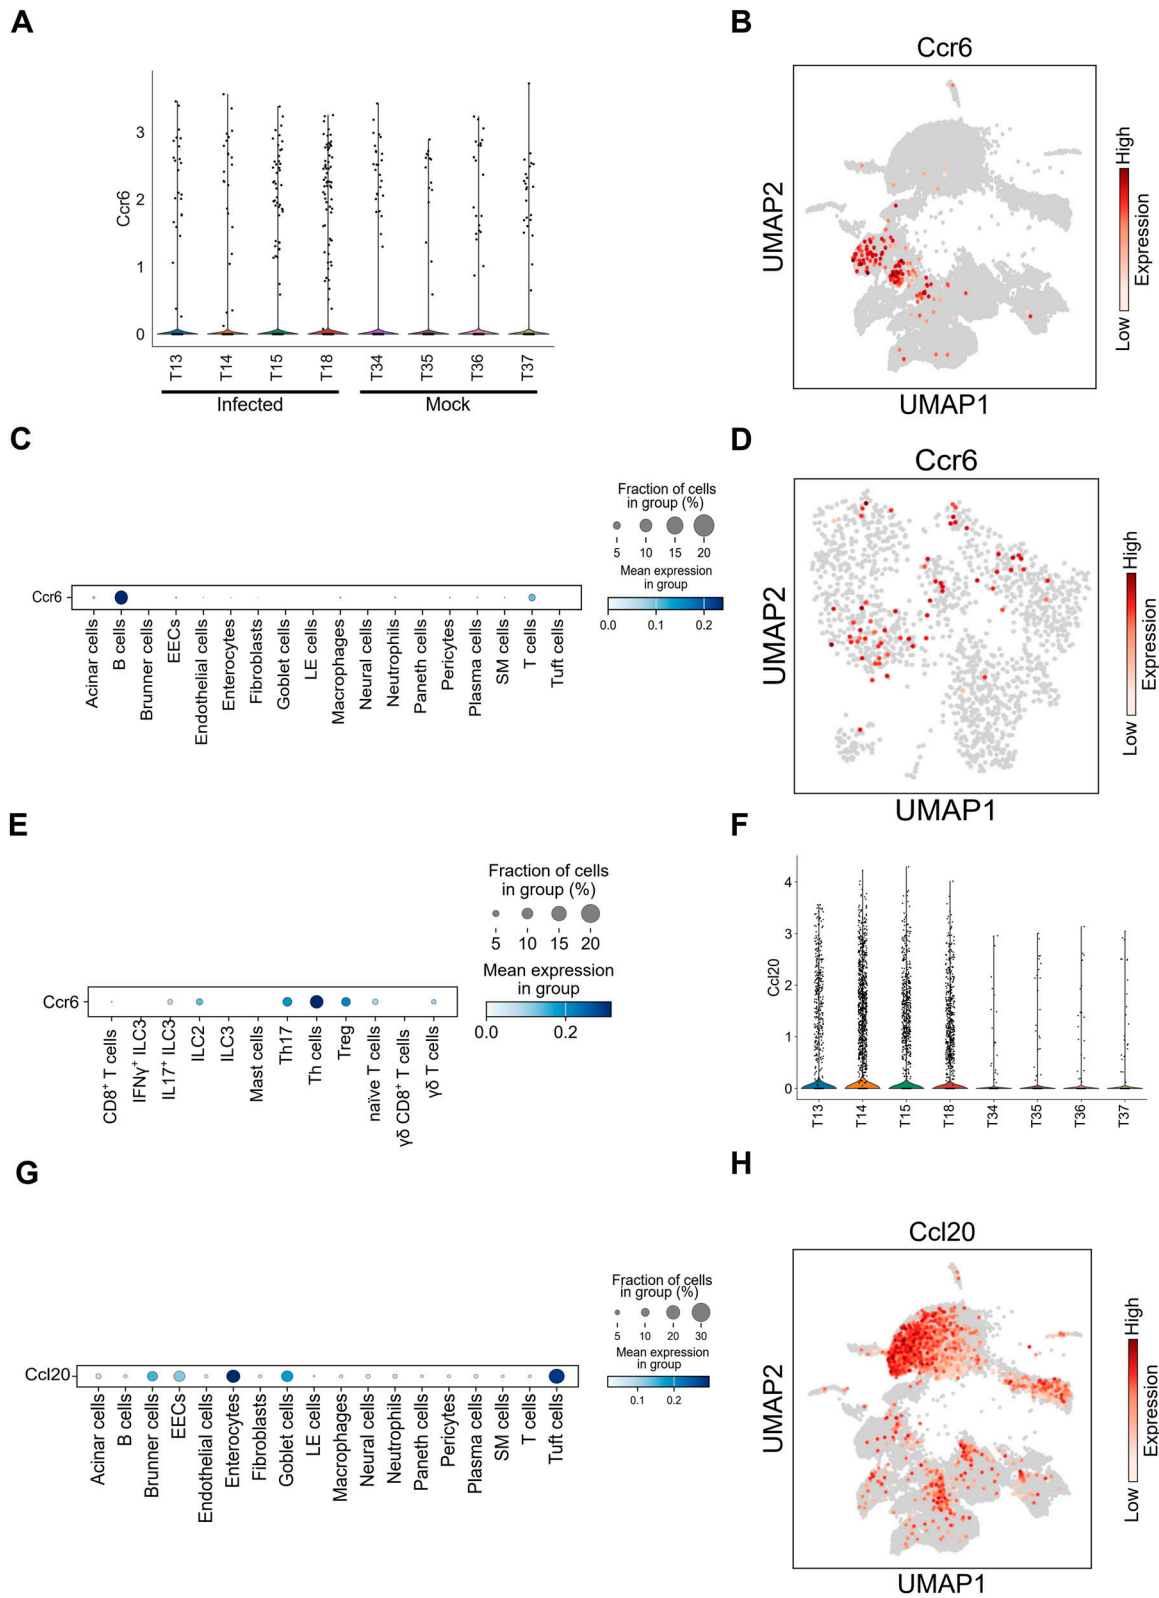 A
Ccr6
3
2
1
0
T13
T14
T15
T18
T34
T35
T36
T37
Infected
Mock
B
Ccr6
UMAP2
UMAP1
High
Expression
Low
C
Fraction of cells
in group (%)
5
10
15
20
Mean expression
in group
0.0
0.1
0.2
Ccr6
Acinar cells
B cells
Brunner cells
EECs
Endothelial cells
Enterocytes
Fibroblasts
Goblet cells
LE cells
Macrophages
Neural cells
Neutrophils
Paneth cells
Pericytes
Plasma cells
SM cells
T cells
Tuft cells
D
Ccr6
UMAP2
UMAP1
High
Expression
Low
E
Fraction of cells
in group (%)
5
10
15
20
Mean expression
in group
0.0
0.2
Ccr6
CD8⁺ T cells
IFNγ⁺ ILC3
IL17⁺ ILC3
ILC2
ILC3
Mast cells
Th17
Th cells
Treg
naïve T cells
γδ CD8⁺ T cells
γδ T cells
F
Ccl20
4
3
2
1
0
T13
T14
T15
T18
T34
T35
T36
T37
G
Fraction of cells
in group (%)
5
10
20
30
Mean expression
in group
0.1
0.2
Ccl20
Acinar cells
B cells
Brunner cells
EECs
Endothelial cells
Enterocytes
Fibroblasts
Goblet cells
LE cells
Macrophages
Neural cells
Neutrophils
Paneth cells
Pericytes
Plasma cells
SM cells
T cells
Tuft cells
H
Ccl20
UMAP2
UMAP1
High
Expression
Low